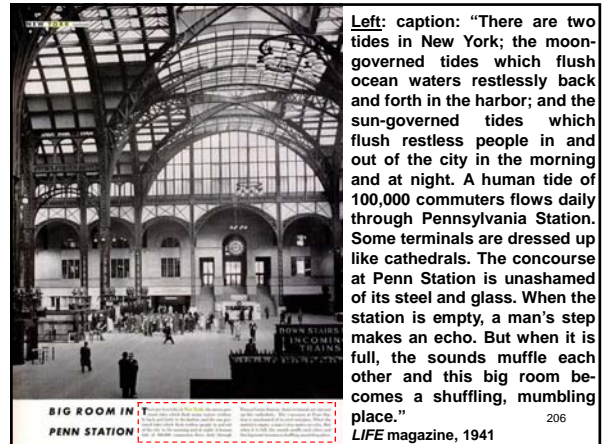 NEW YORK
DOWN STAIRS
INCOMING
TRAINS
BIG ROOM IN
PENN STATION
Left: caption: “There are two
tides in New York; the moon-
governed tides which flush
ocean waters restlessly back
and forth in the harbor; and the
sun-governed tides which
flush restless people in and
out of the city in the morning
and at night. A human tide of
100,000 commuters flows daily
through Pennsylvania Station.
Some terminals are dressed up
like cathedrals. The concourse
at Penn Station is unashamed
of its steel and glass. When the
station is empty, a man’s step
makes an echo. But when it is
full, the sounds muffle each
other and this big room be-
comes a shuffling, mumbling
place.”
LIFE magazine, 1941
206